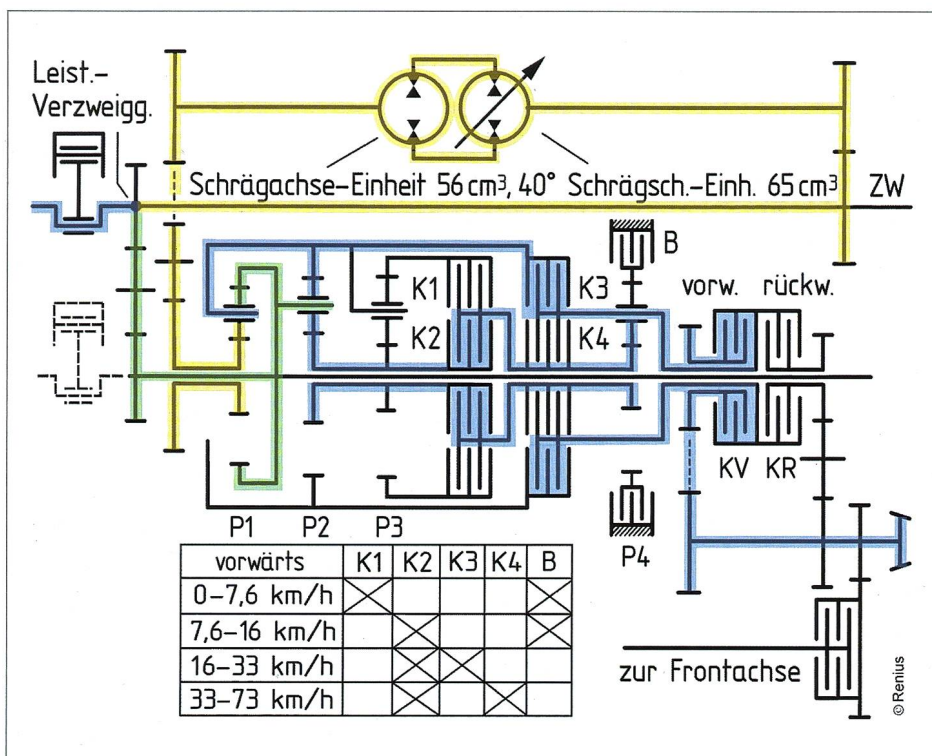 Leist.-
Verzweigg.
Schrägachse-Einheit 56 cm³, 40° Schrägsch.-Einh. 65 cm³
ZW
B
K1
K3
vorw. rückw.
K2
K4
KV KR
P1 P2 P3
P4
vorwärts K1 K2 K3 K4 B
0-7,6 km/h
7,6-16 km/h
16-33 km/h
33-73 km/h
zur Frontachse
© Renius